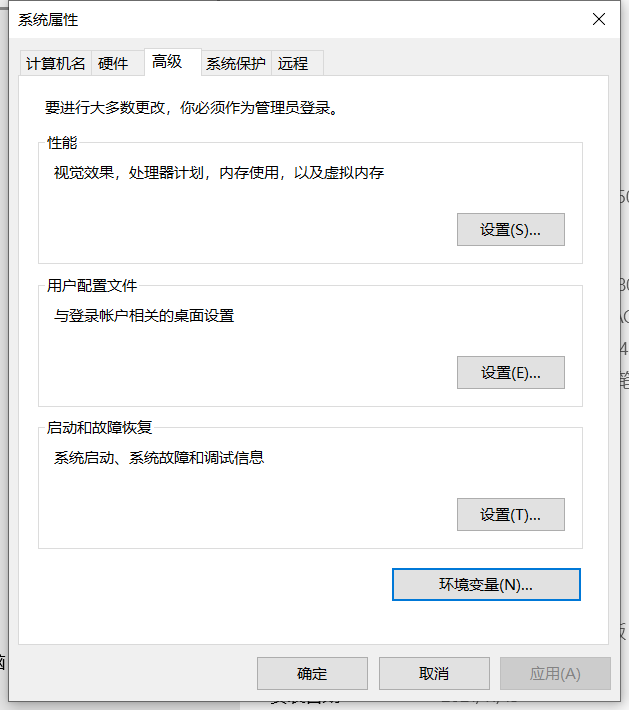 系统属性
计算机名 硬件 高级 系统保护 远程
要进行大多数更改，你必须作为管理员登录。
性能
视觉效果，处理器计划，内存使用，以及虚拟内存
设置(S)...
用户配置文件
与登录帐户相关的桌面设置
设置(E)...
启动和故障恢复
系统启动、系统故障和调试信息
设置(T)...
环境变量(N)...
确定 取消 应用(A)